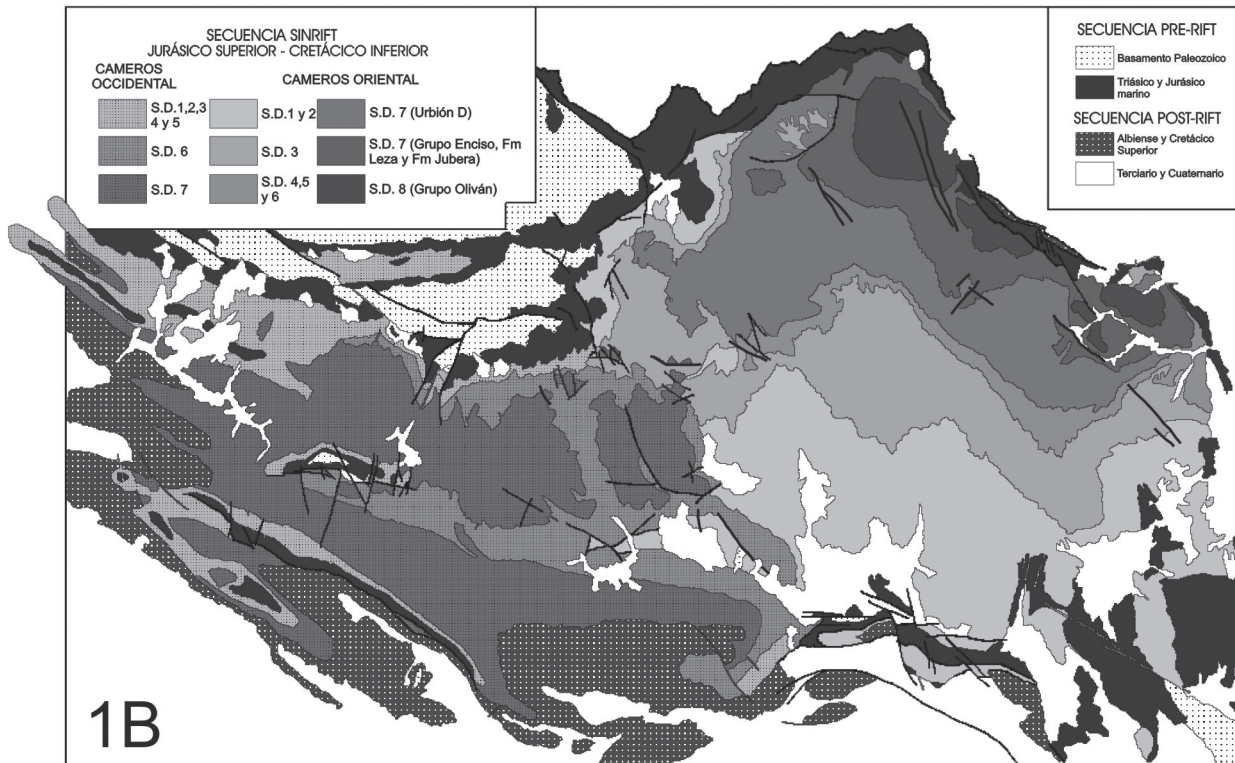 SECUENCIA SINRIFT
JURÁSICO SUPERIOR - CRETÁCICO INFERIOR
CAMEROS
OCCIDENTAL
S.D.1,2,3
4 y 5
S.D. 6
S.D. 7
CAMEROS ORIENTAL
S.D.1 y 2
S.D. 3
S.D. 4,5
y 6
S.D. 7 (Urbión D)
S.D. 7 (Grupo Enciso, Fm
Leza y Fm Jubera)
S.D. 8 (Grupo Oliván)
SECUENCIA PRE-RIFT
Basamento Paleozoico
Triásico y Jurásico
marino
SECUENCIA POST-RIFT
Albiense y Cretácico
Superior
Terciario y Cuaternario
1B